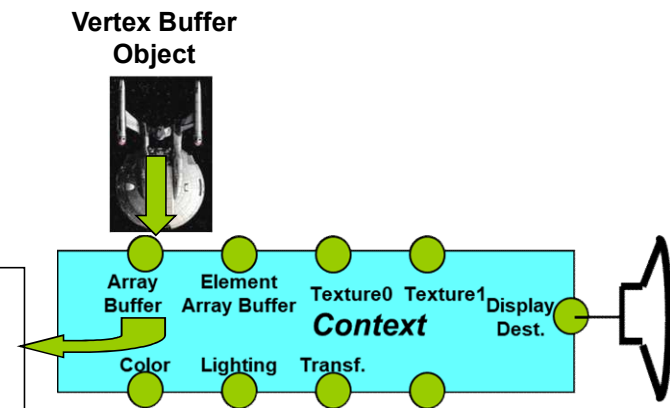 Vertex Buffer
Object
Array
Buffer
Element
Array Buffer
Texture0
Texture1
Display
Dest.
Context
Color
Lighting
Transf.